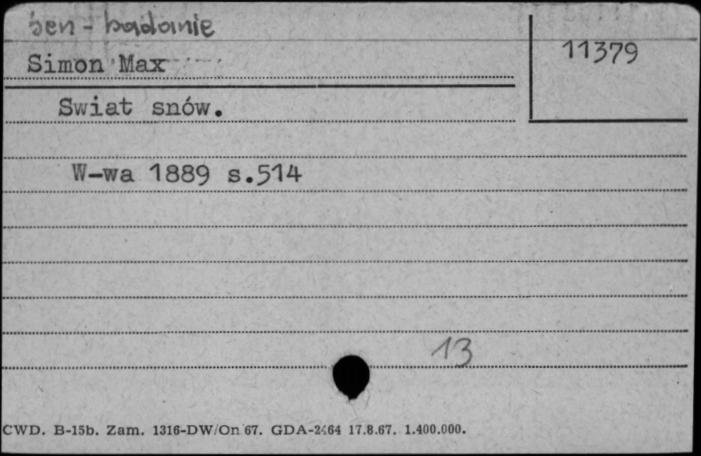 sen - badanie
11379
Simon Max
Swiat snów.
W-wa 1889 s.514
13
CWD. B-15b. Zam. 1316-DW/On 67. GDA-2464 17.8.67. 1.400.000.